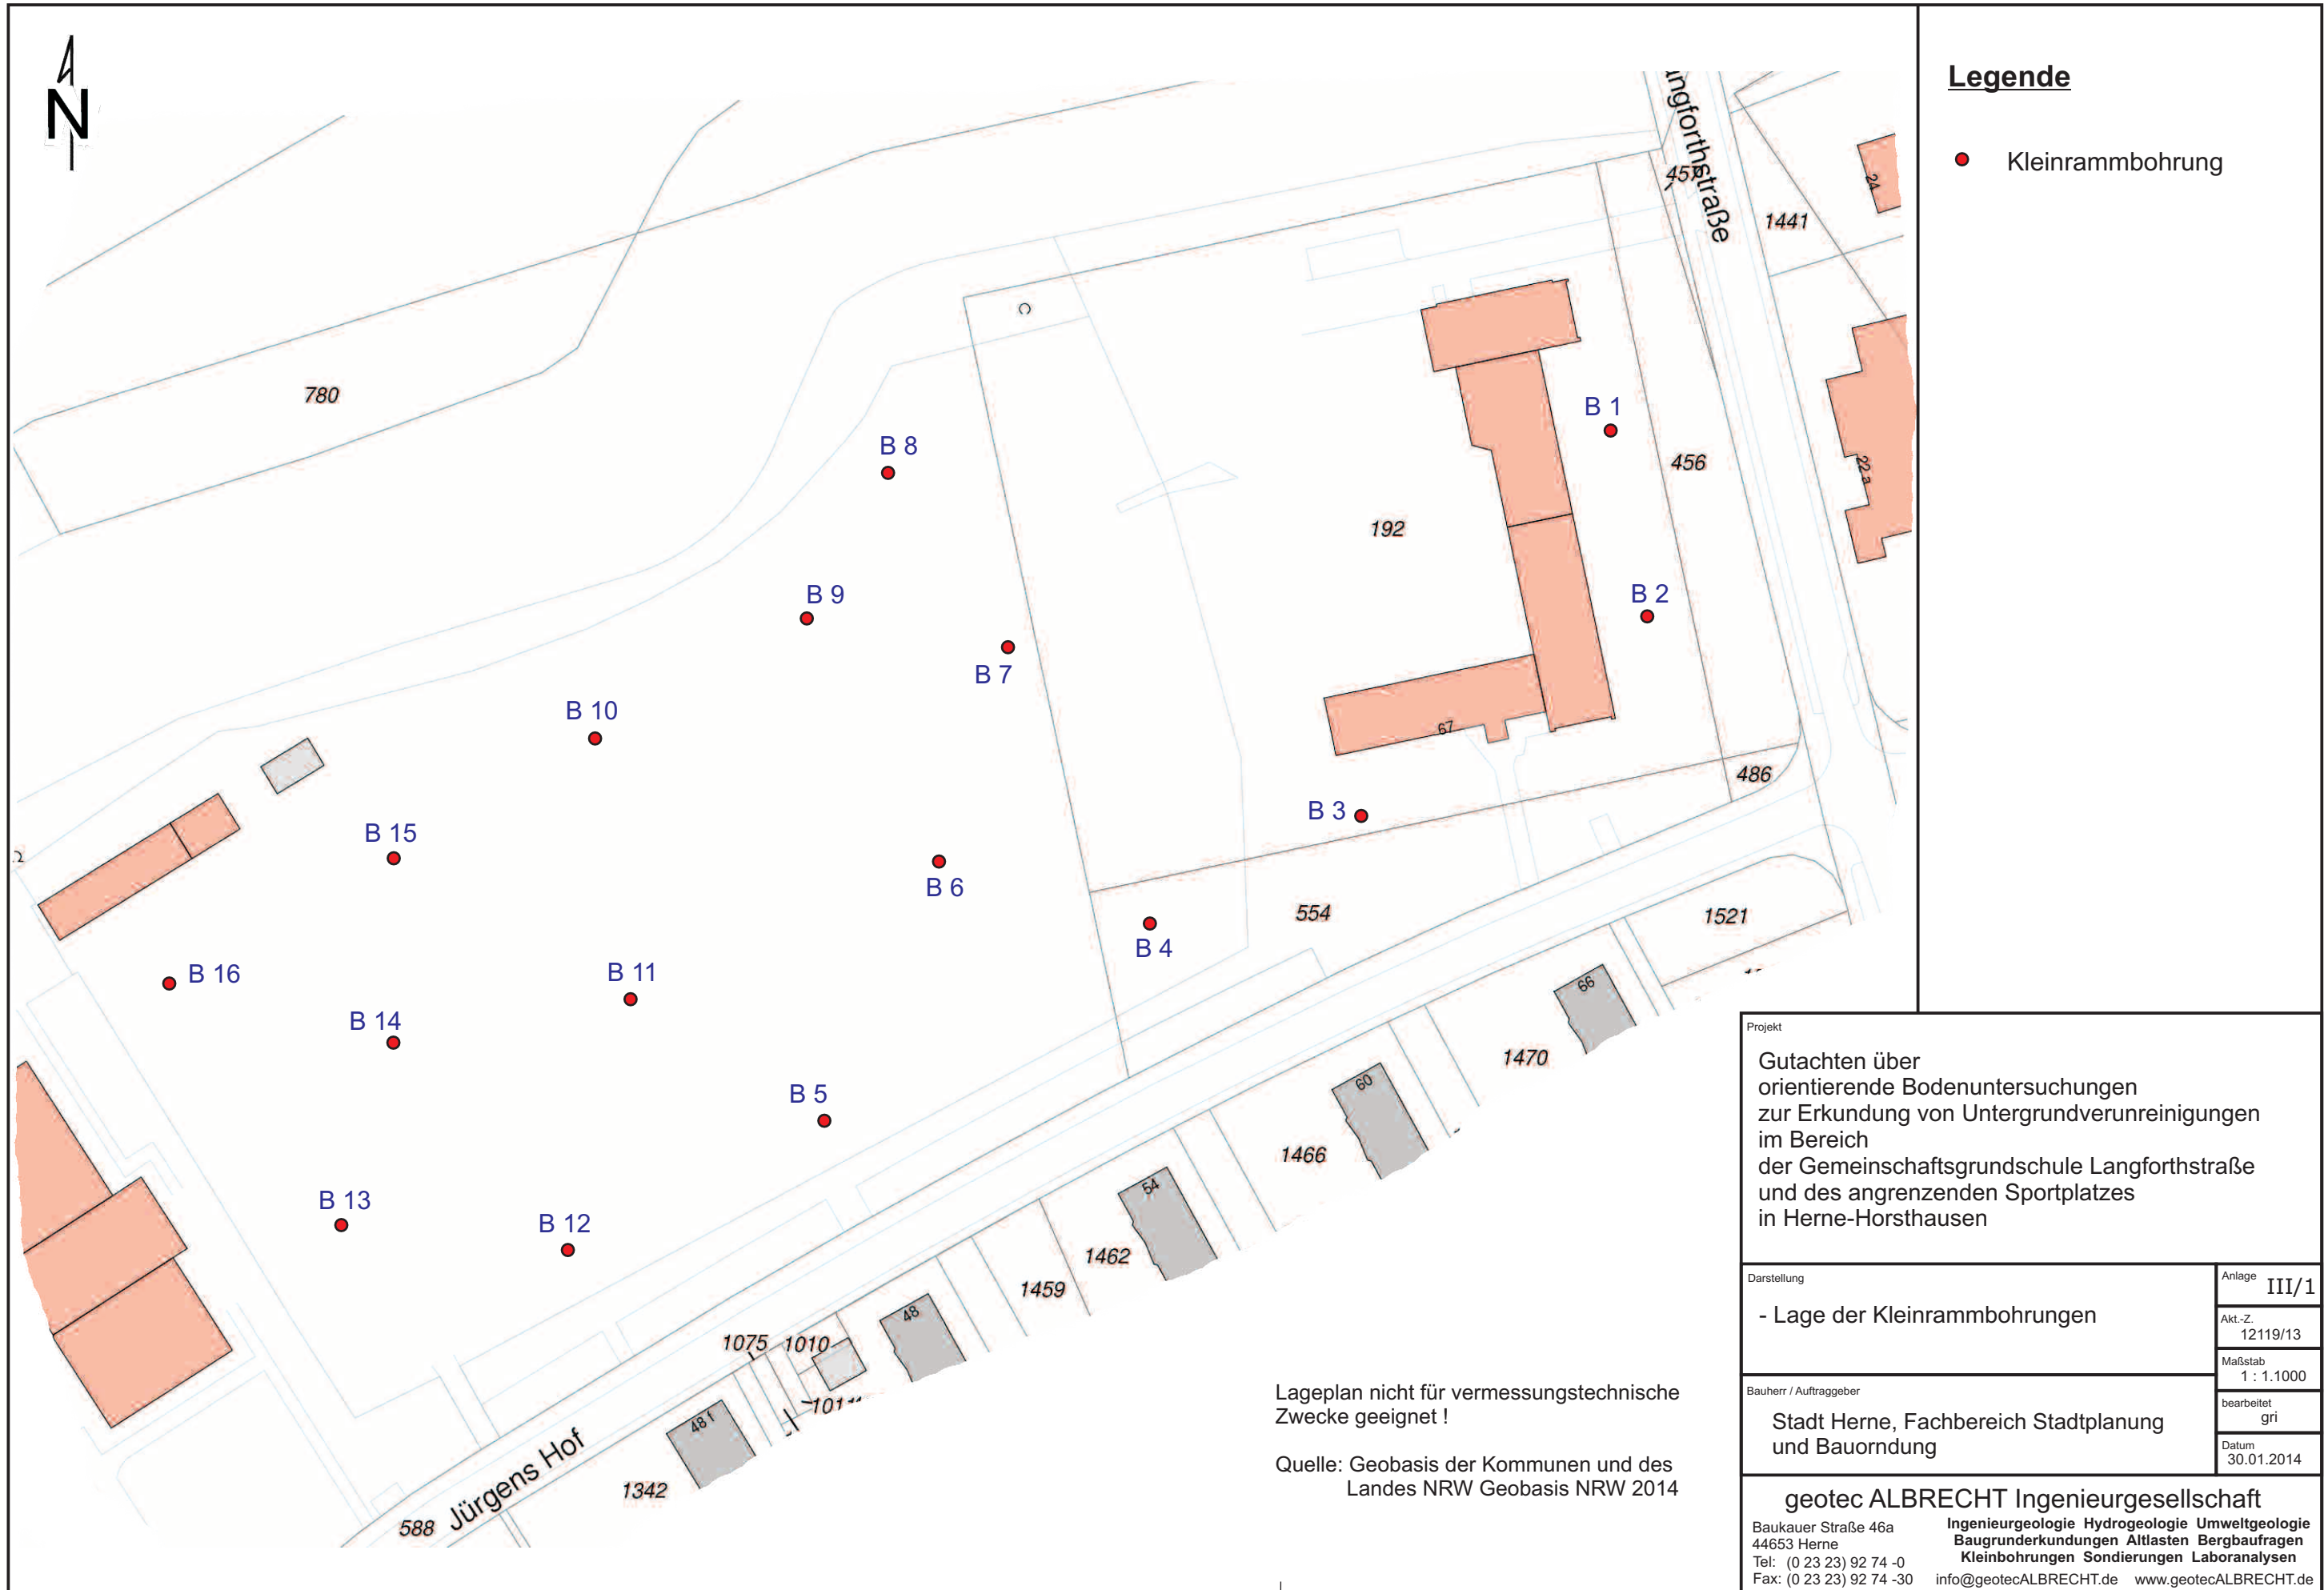 N
Legende
Kleinrammbohrung
457
1441
24
780
B 1
B 8
456
22 a
192
B 9
B 2
B 7
B 10
67
486
B 3
B 15
B 6
554
1521
B 4
B 16
B 11
66
B 14
1470
60
B 5
1466
54
B 13
B 12
1462
1459
48
1075
1010
48 f
Jürgens Hof
1342
588
Lageplan nicht für vermessungstechnische
Zwecke geeignet !
Quelle: Geobasis der Kommunen und des
Landes NRW Geobasis NRW 2014
Projekt
Gutachten über
orientierende Bodenuntersuchungen
zur Erkundung von Untergrundverunreinigungen
im Bereich
der Gemeinschaftsgrundschule Langforthstraße
und des angrenzenden Sportplatzes
in Herne-Horsthausen
Darstellung
- Lage der Kleinrammbohrungen
Anlage III/1
Akt.-Z.
12119/13
Maßstab
1 : 1.1000
Bauherr / Auftraggeber
Stadt Herne, Fachbereich Stadtplanung
und Bauorndung
bearbeitet
gri
Datum
30.01.2014
geotec ALBRECHT Ingenieurgesellschaft
Baukauer Straße 46a
44653 Herne
Tel: (0 23 23) 92 74 -0
Fax: (0 23 23) 92 74 -30
Ingenieurgeologie Hydrogeologie Umweltgeologie
Baugrunderkundungen Altlasten Bergbaufragen
Kleinbohrungen Sondierungen Laboranalysen
info@geotecALBRECHT.de www.geotecALBRECHT.de